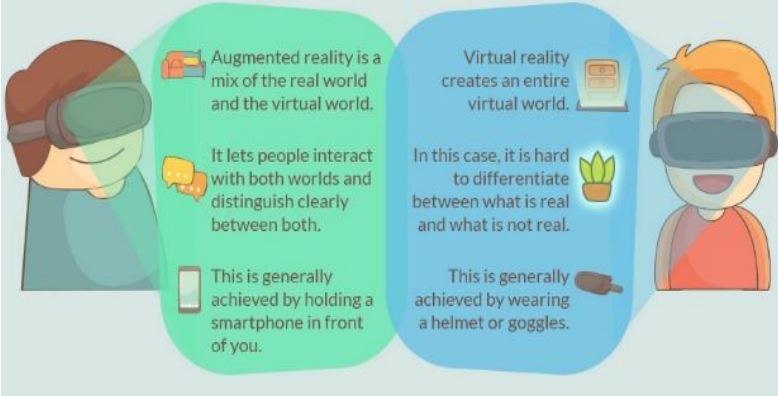 Augmented reality is a
mix of the real world
and the virtual world.
It lets people interact
with both worlds and
distinguish clearly
between both.
This is generally
achieved by holding a
smartphone in front
of you.
Virtual reality
creates an entire
virtual world.
In this case, it is hard
to differentiate
between what is real
and what is not real.
This is generally
achieved by wearing
a helmet or goggles.